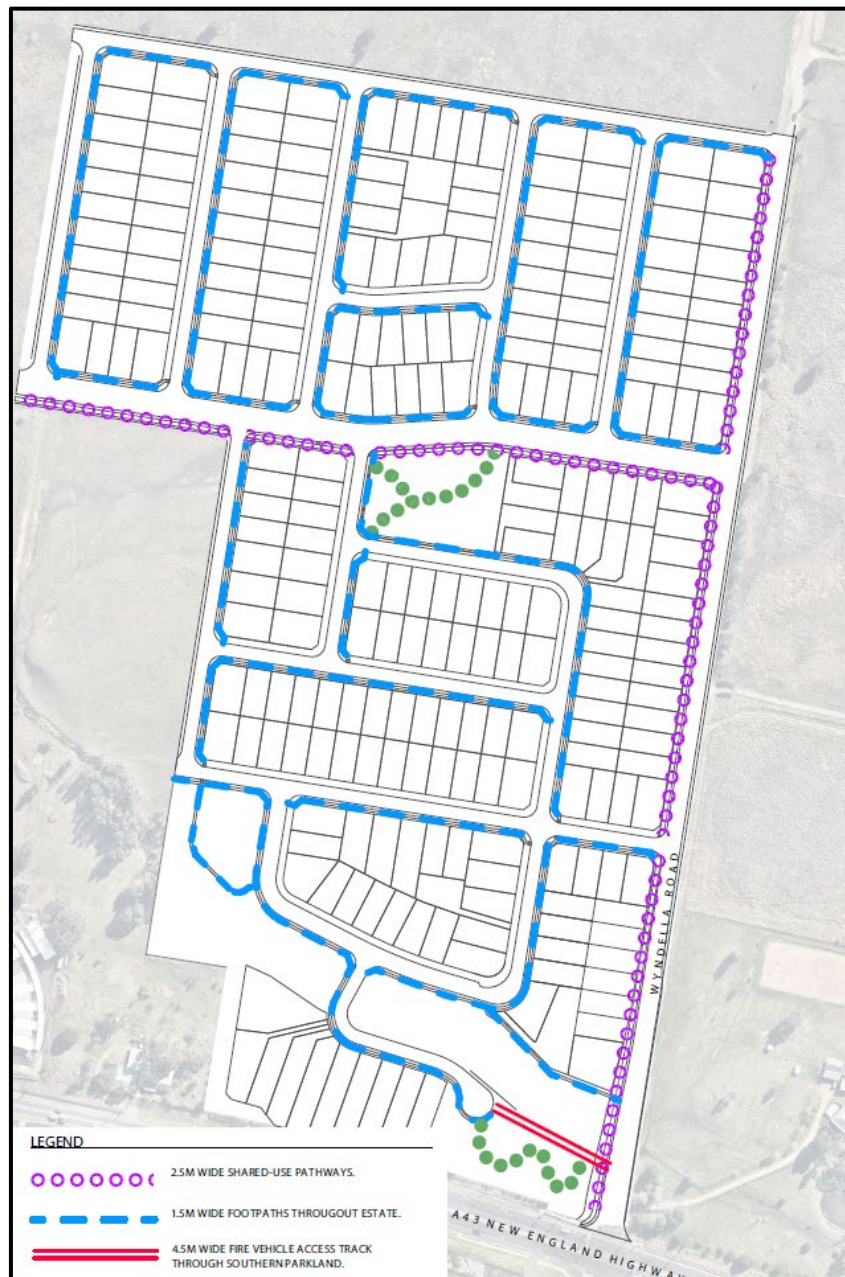 WYNDELLA ROAD
A43 NEW ENGLAND HIGHWAY
LEGEND
2.5M WIDE SHARED-USE PATHWAYS.
1.5M WIDE FOOTPATHS THROUGOUT ESTATE.
4.5M WIDE FIRE VEHICLE ACCESS TRACK
THROUGH SOUTHERN PARKLAND.